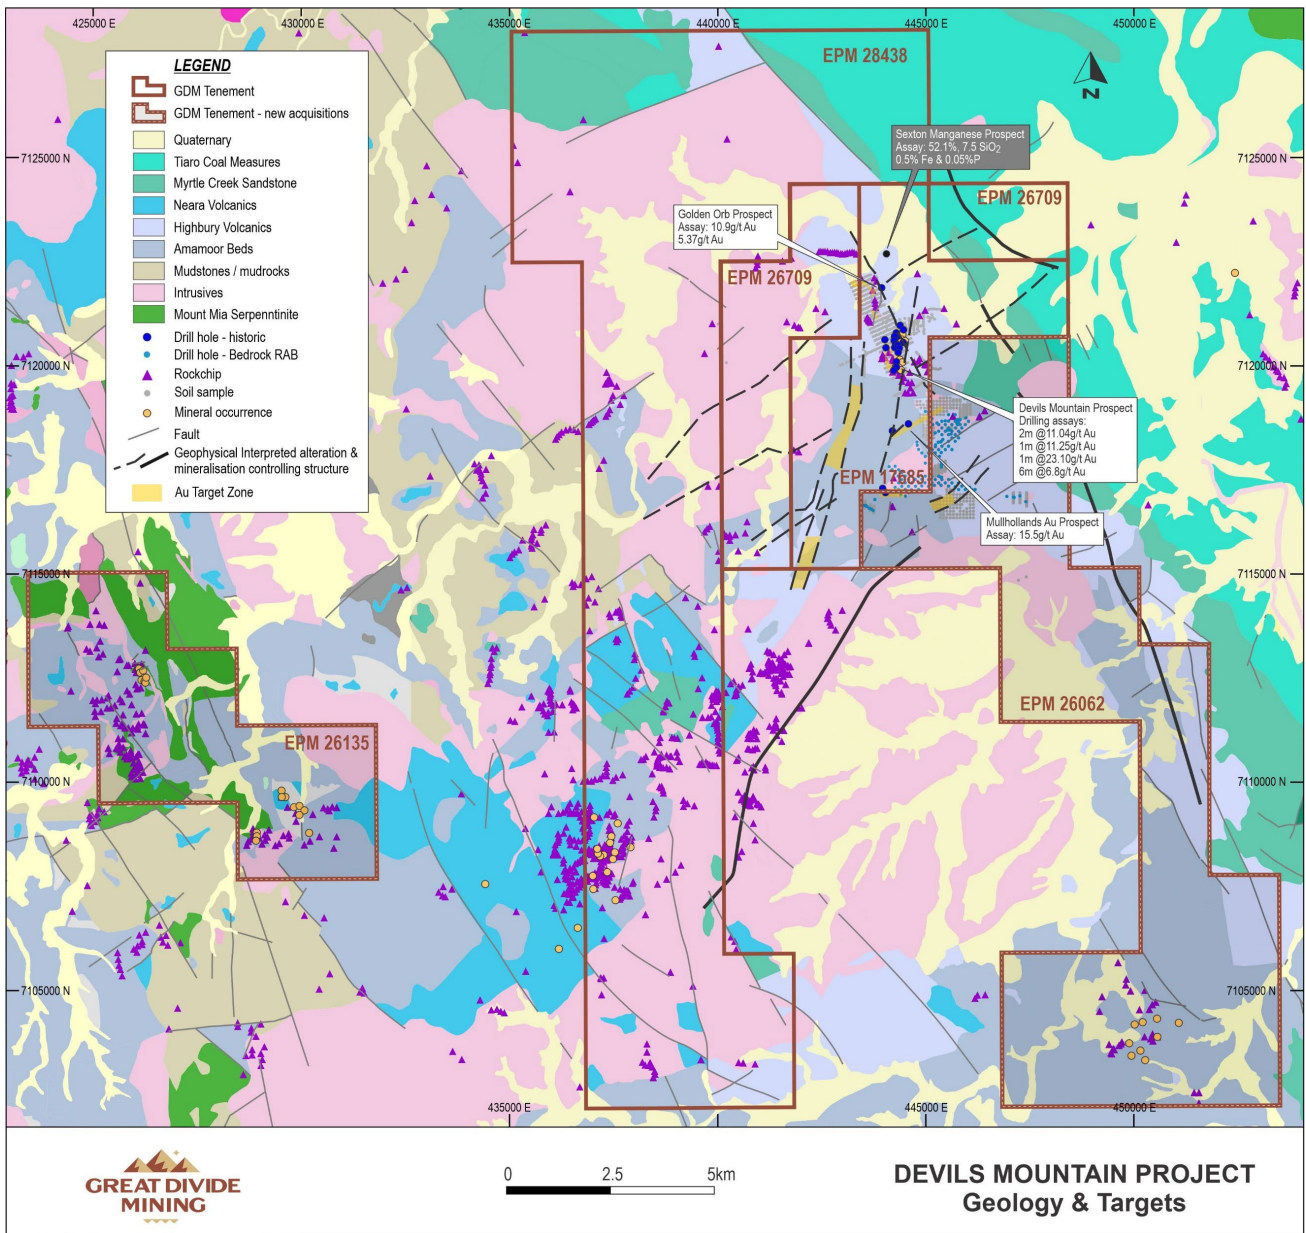 425000 E
430000 E
435000 E
440000 E
445000 E
450000 E
LEGEND
GDM Tenement
GDM Tenement - new acquisitions
Quaternary
Tiaro Coal Measures
Myrtle Creek Sandstone
Neara Volcanics
Highbury Volcanics
Amamoor Beds
Mudstones / mudrocks
Intrusives
Mount Mia Serpenntinite
Drill hole - historic
Drill hole - Bedrock RAB
Rockchip
Soil sample
Mineral occurrence
Fault
Geophysical Interpreted alteration &
mineralisation controlling structure
Au Target Zone
EPM 28438
N
Sexton Manganese Prospect
Assay: 52.1%, 7.5 SiO₂
0.5% Fe & 0.05%P
7125000 N
7125000 N
EPM 26709
Golden Orb Prospect
Assay: 10.9g/t Au
5.37g/t Au
EPM 26709
7120000 N
7120000 N
Devils Mountain Prospect
Drilling assays:
2m @11.04g/t Au
1m @11.25g/t Au
1m @23.10g/t Au
6m @6.8g/t Au
EPM 17685
Mullhollands Au Prospect
Assay: 15.5g/t Au
7115000 N
7115000 N
EPM 26062
EPM 26135
7110000 N
7110000 N
7105000 N
7105000 N
435000 E
445000 E
450000 E
GREAT DIVIDE
MINING
0
2.5
5km
DEVILS MOUNTAIN PROJECT
Geology & Targets